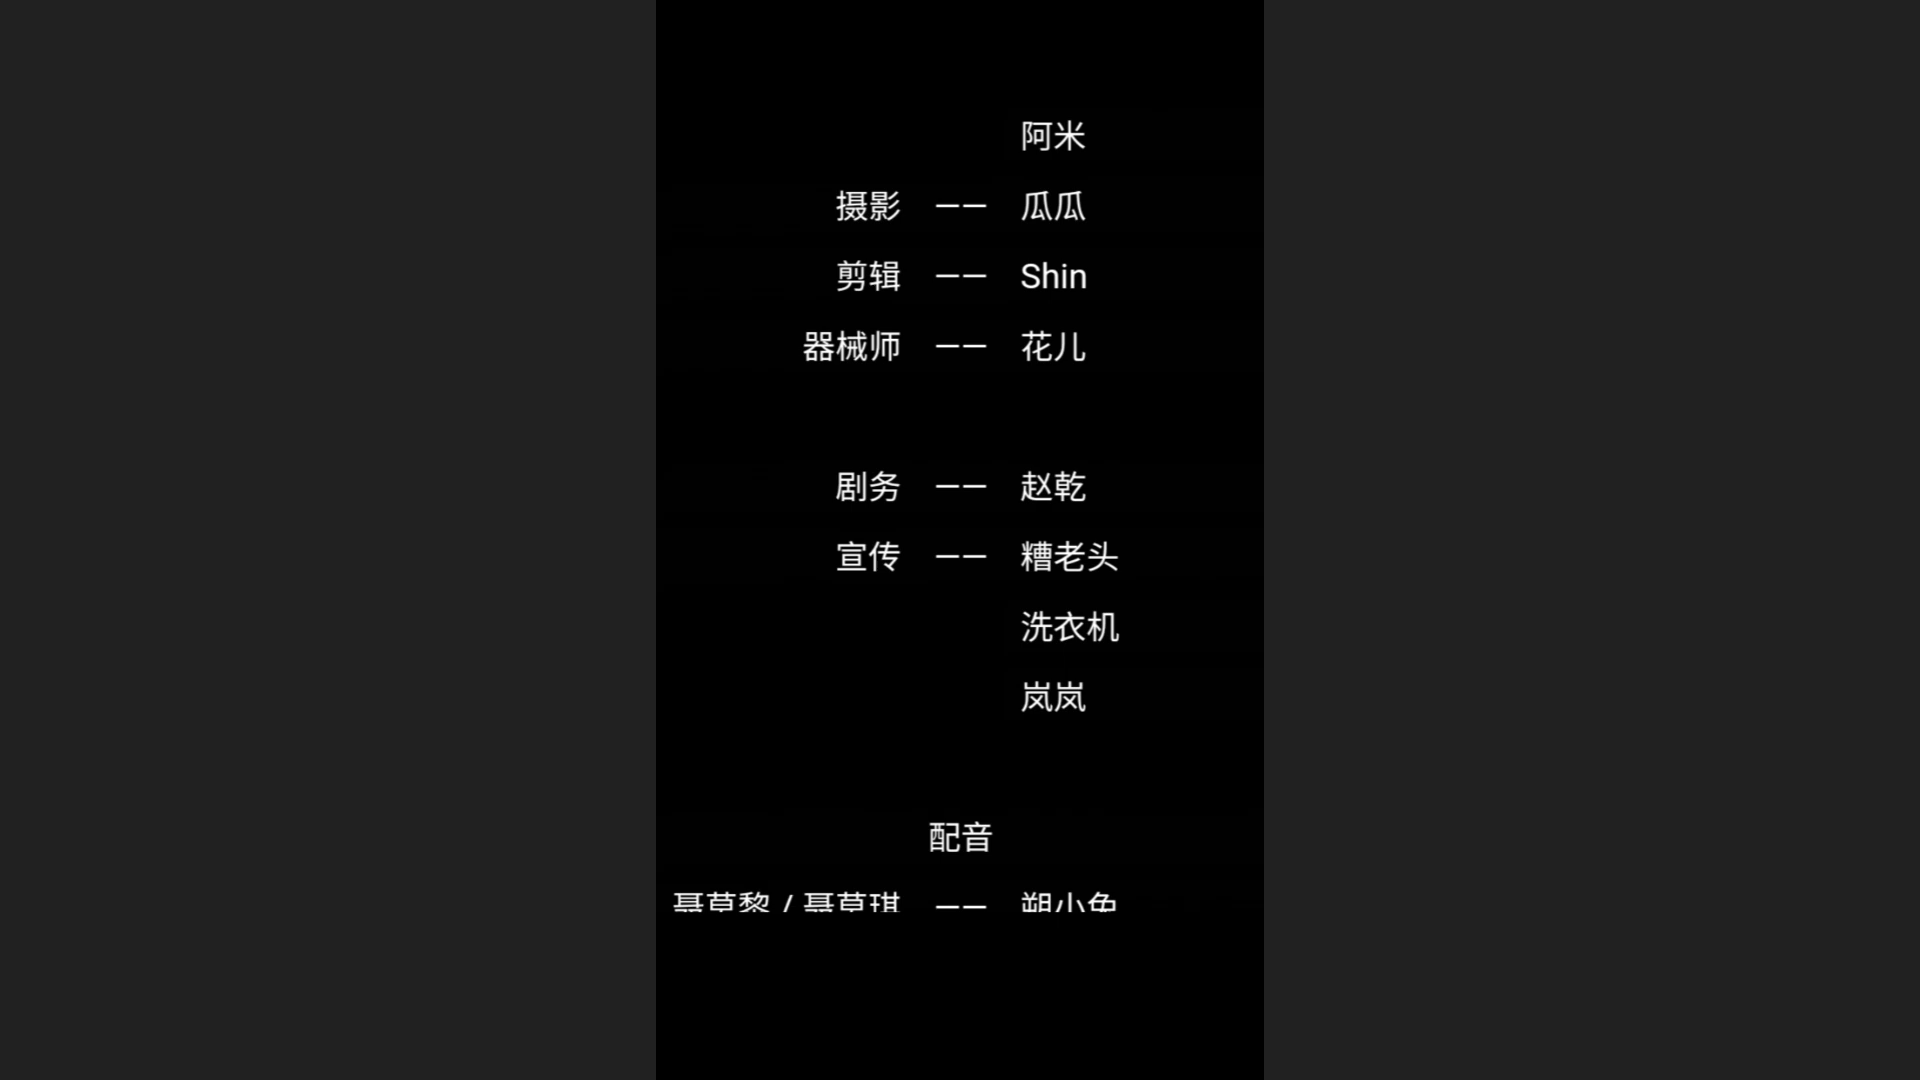 阿米
摄影 —— 瓜瓜
剪辑 —— Shin
器械师 —— 花儿
剧务 —— 赵乾
宣传 —— 糟老头
洗衣机
岚岚
配音